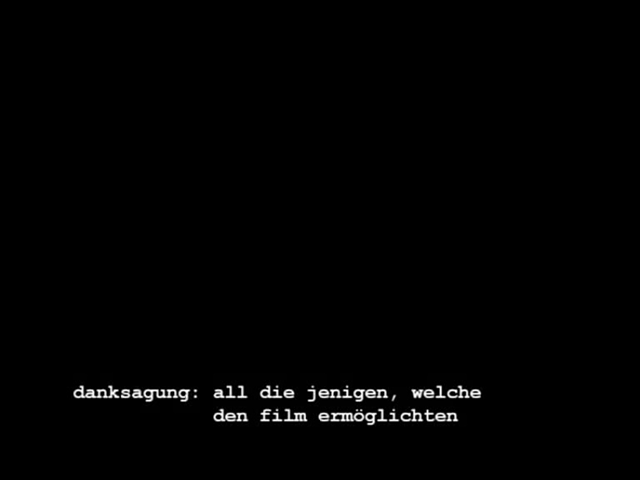 danksagung: all die jenigen, welche
den film ermöglichten